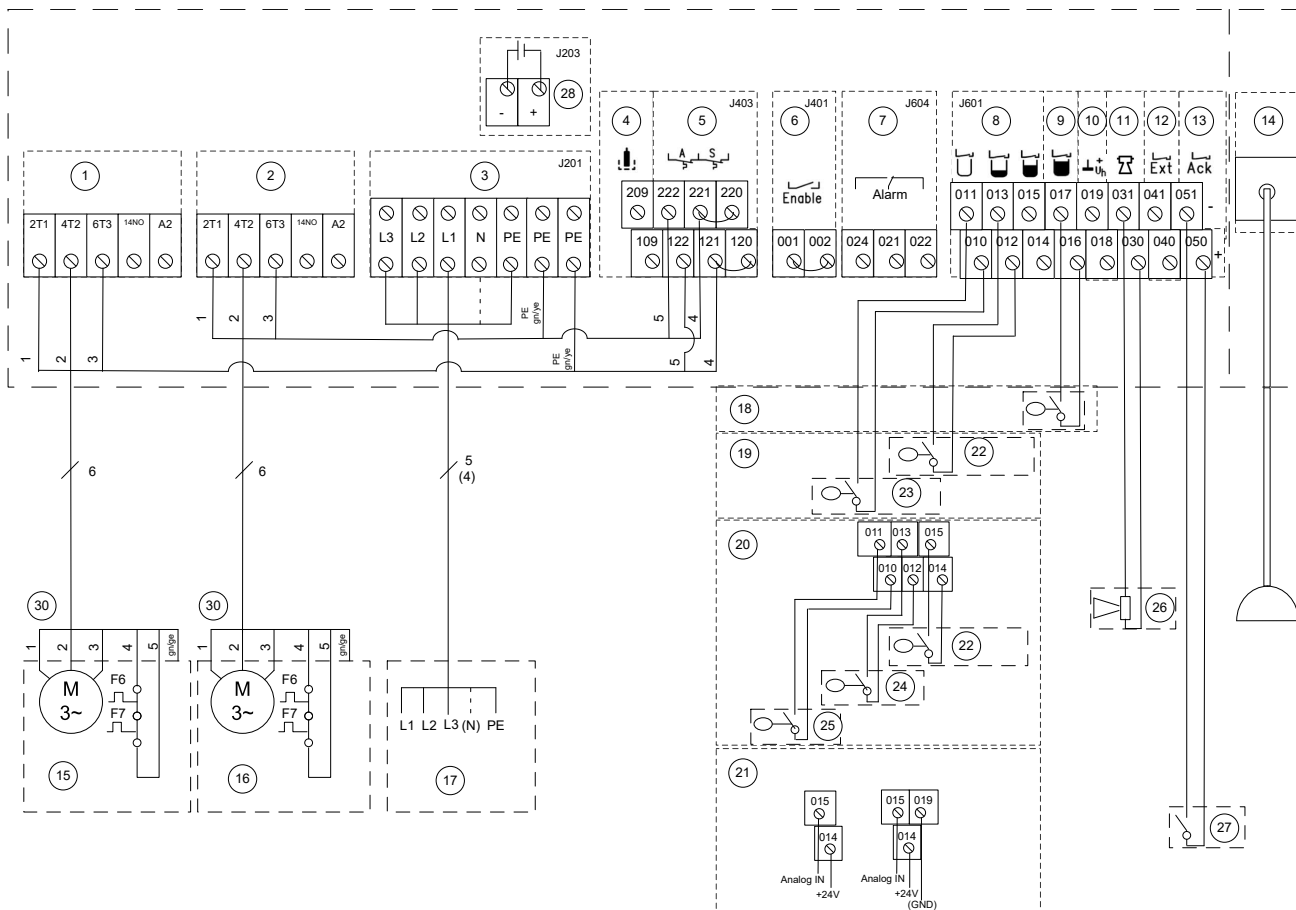 J203
28
- +
J403
J401
J604
J601
4 5 6 7 8 9 10 11 12 13 14
A S
Enable
Alarm
+
Uh
Ext
Ack
1 2 3
J201
209 222 221 220
011 013 015 017 019 031 041 051 -
2T1 4T2 6T3 14NO A2
2T1 4T2 6T3 14NO A2
L3 L2 L1 N PE PE PE
109 122 121 120
001 002
024 021 022
010 012 014 016 018 030 040 050 +
1 2 3
1 2 3
PE
gn/ye
PE
gn/ye
5 4
5 4
18
19
22
23
6
6
5
(4)
20
011 013 015
010 012 014
30
30
26
22
24
25
1 2 3 4 5 gn/ge
1 2 3 4 5 gn/ge
M
3~
F6
F7
M
3~
F6
F7
L1 L2 L3 (N) PE
15
16
17
21
27
015
014
015 019
014
Analog IN
+24V
Analog IN
+24V
(GND)